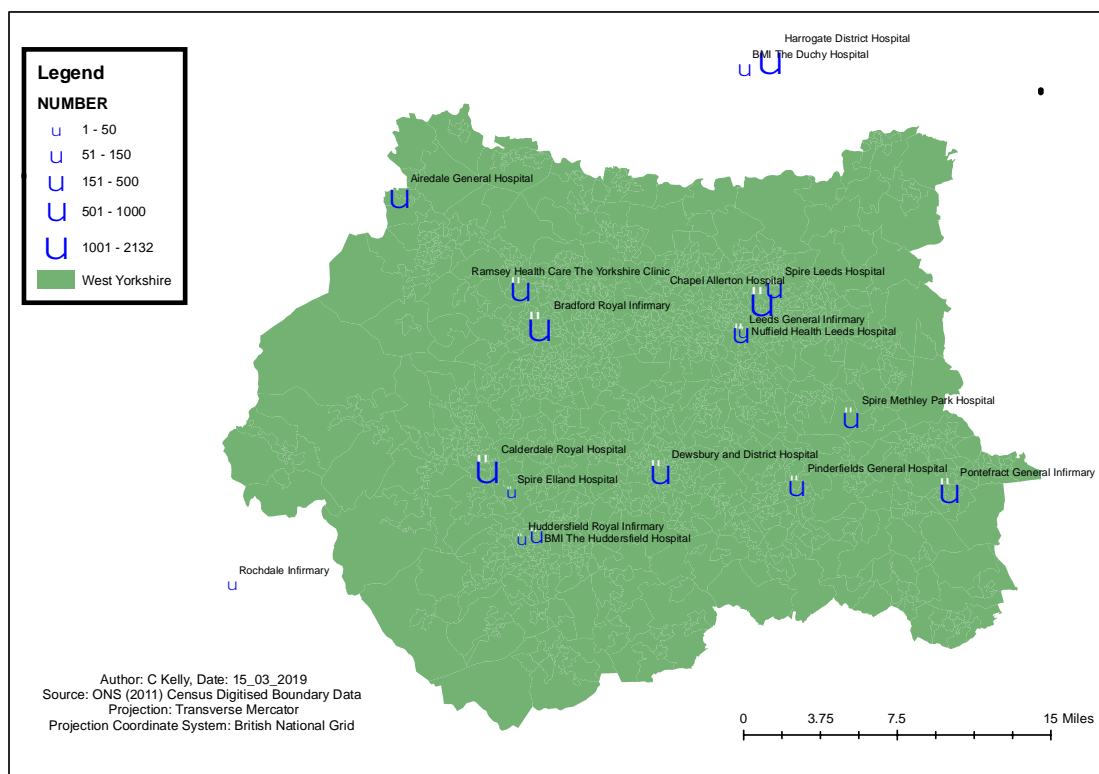 Harrogate District Hospital
BMI The Duchy Hospital
Legend
NUMBER
u 1 - 50
u 51 - 150
u 151 - 500
u 501 - 1000
u 1001 - 2132
West Yorkshire
Airedale General Hospital
Ramsey Health Care The Yorkshire Clinic
Spire Leeds Hospital
Chapel Allerton Hospital
Bradford Royal Infirmary
Leeds General Infirmary
Nuffield Health Leeds Hospital
Spire Methley Park Hospital
Calderdale Royal Hospital
Dewsbury and District Hospital
Pinderfields General Hospital
Pontefract General Infirmary
Spire Elland Hospital
Huddersfield Royal Infirmary
BMI The Huddersfield Hospital
Rochdale Infirmary
Author: C Kelly, Date: 15_03_2019
Source: ONS (2011) Census Digitised Boundary Data
Projection: Transverse Mercator
Projection Coordinate System: British National Grid
0 3.75 7.5 15 Miles